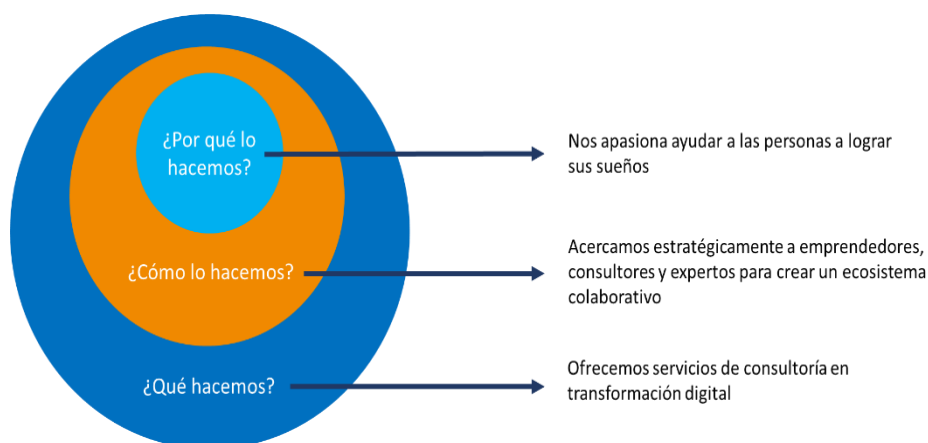 ¿Por qué lo
hacemos?
Nos apasiona ayudar a las personas a lograr
sus sueños
¿Cómo lo hacemos?
Acercamos estratégicamente a emprendedores,
consultores y expertos para crear un ecosistema
colaborativo
¿Qué hacemos?
Ofrecemos servicios de consultoría en
transformación digital